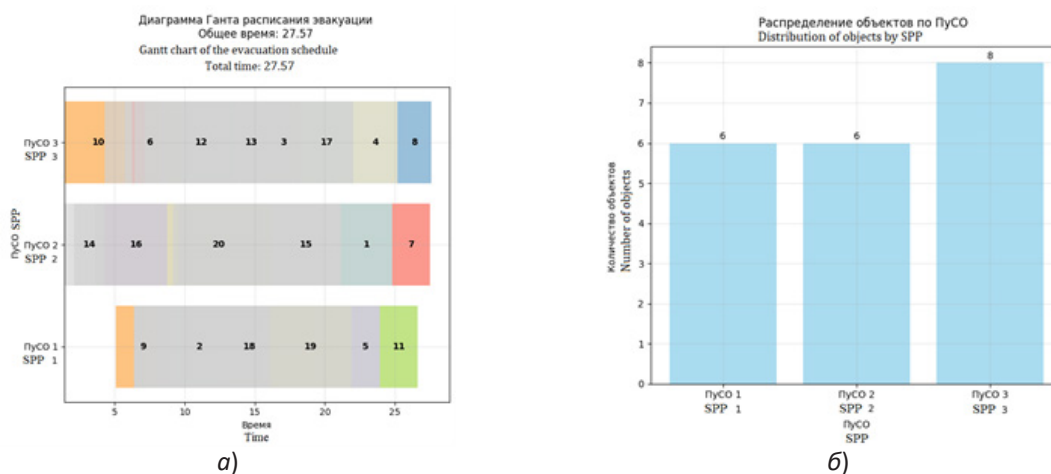 Диаграмма Ганта расписания эвакуации
Общее время: 27.57
Gantt chart of the evacuation schedule
Total time: 27.57
ПуСО SPP
ПуСО 3
SPP 3
10 6 12 13 3 17 4 8
ПуСО 2
SPP 2
14 16 20 15 1 7
ПуСО 1
SPP 1
9 2 18 19 5 11
5 10 15 20 25
Время
Time
а)
Распределение объектов по ПуСО
Distribution of objects by SPP
Количество объектов
Number of objects
8
7
6
5
4
3
2
1
0
6 6 8
ПуСО 1 ПуСО 2 ПуСО 3
SPP 1 SPP 2 SPP 3
ПуСО
SPP
б)